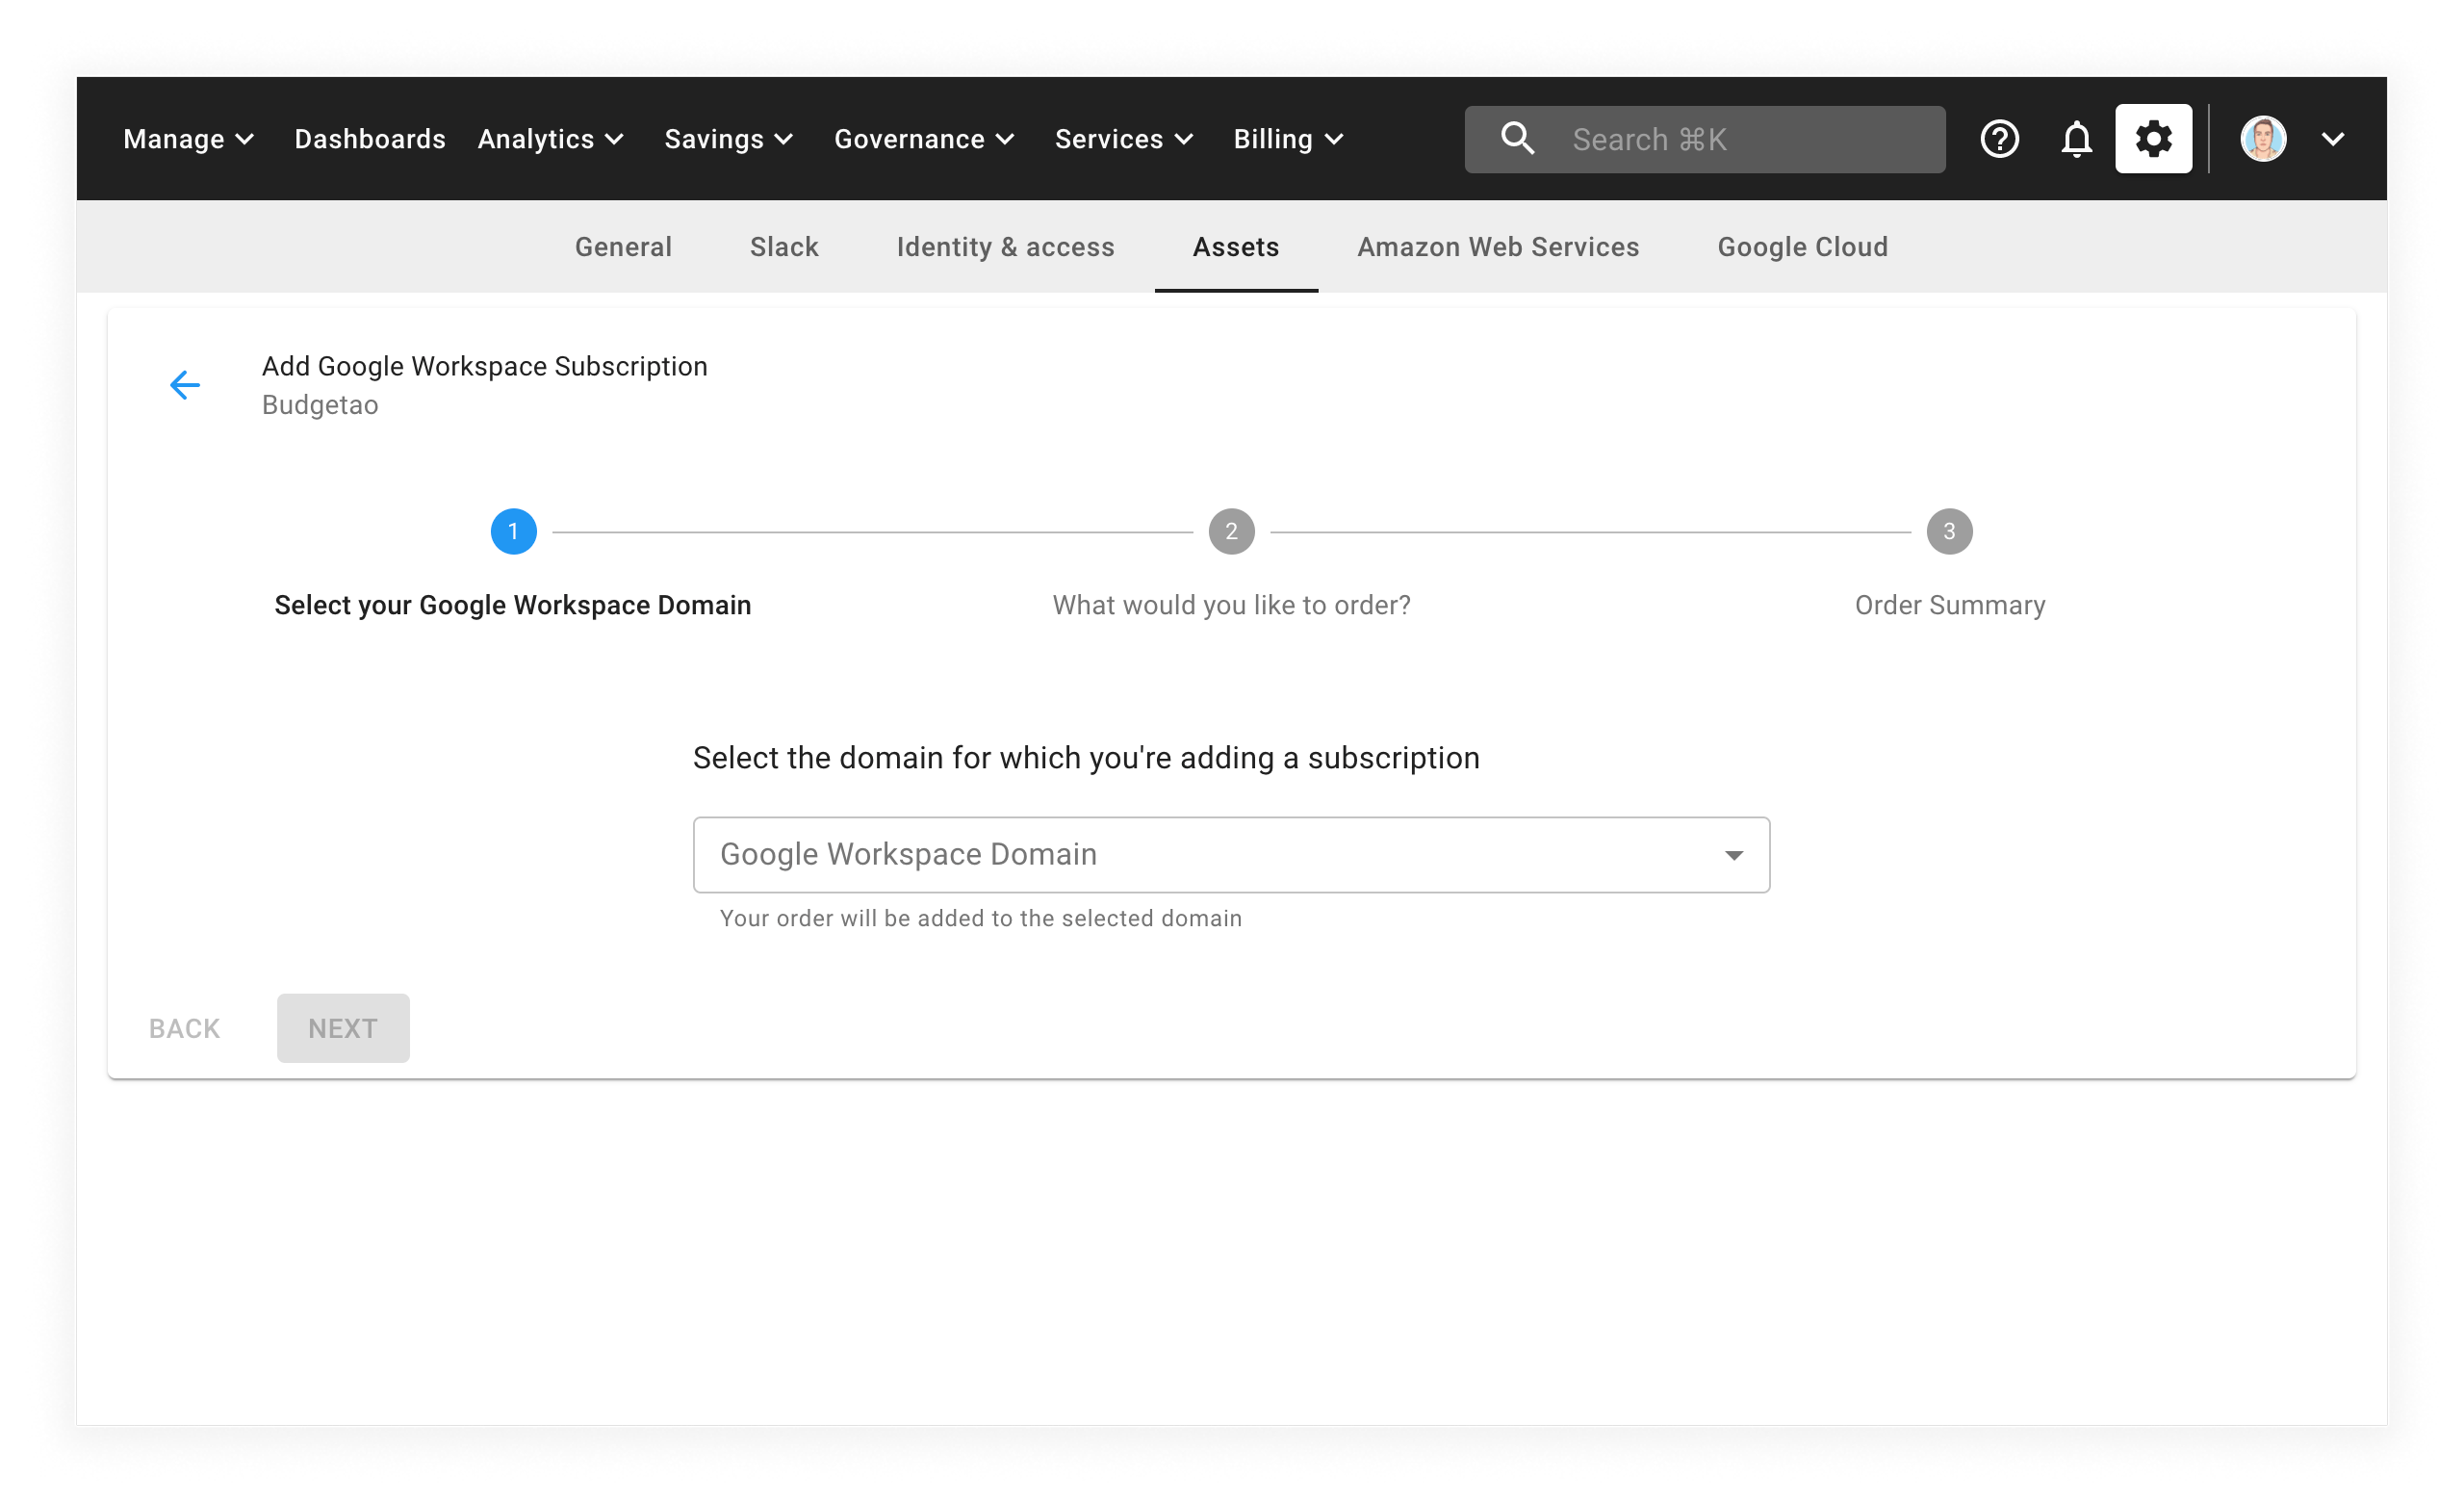 Manage Dashboards Analytics Savings Governance Services Billing Search ⌘K
General Slack Identity & access Assets Amazon Web Services Google Cloud
Add Google Workspace Subscription
Budgetao
1 2 3
Select your Google Workspace Domain What would you like to order? Order Summary
Select the domain for which you're adding a subscription
Google Workspace Domain
Your order will be added to the selected domain
BACK NEXT